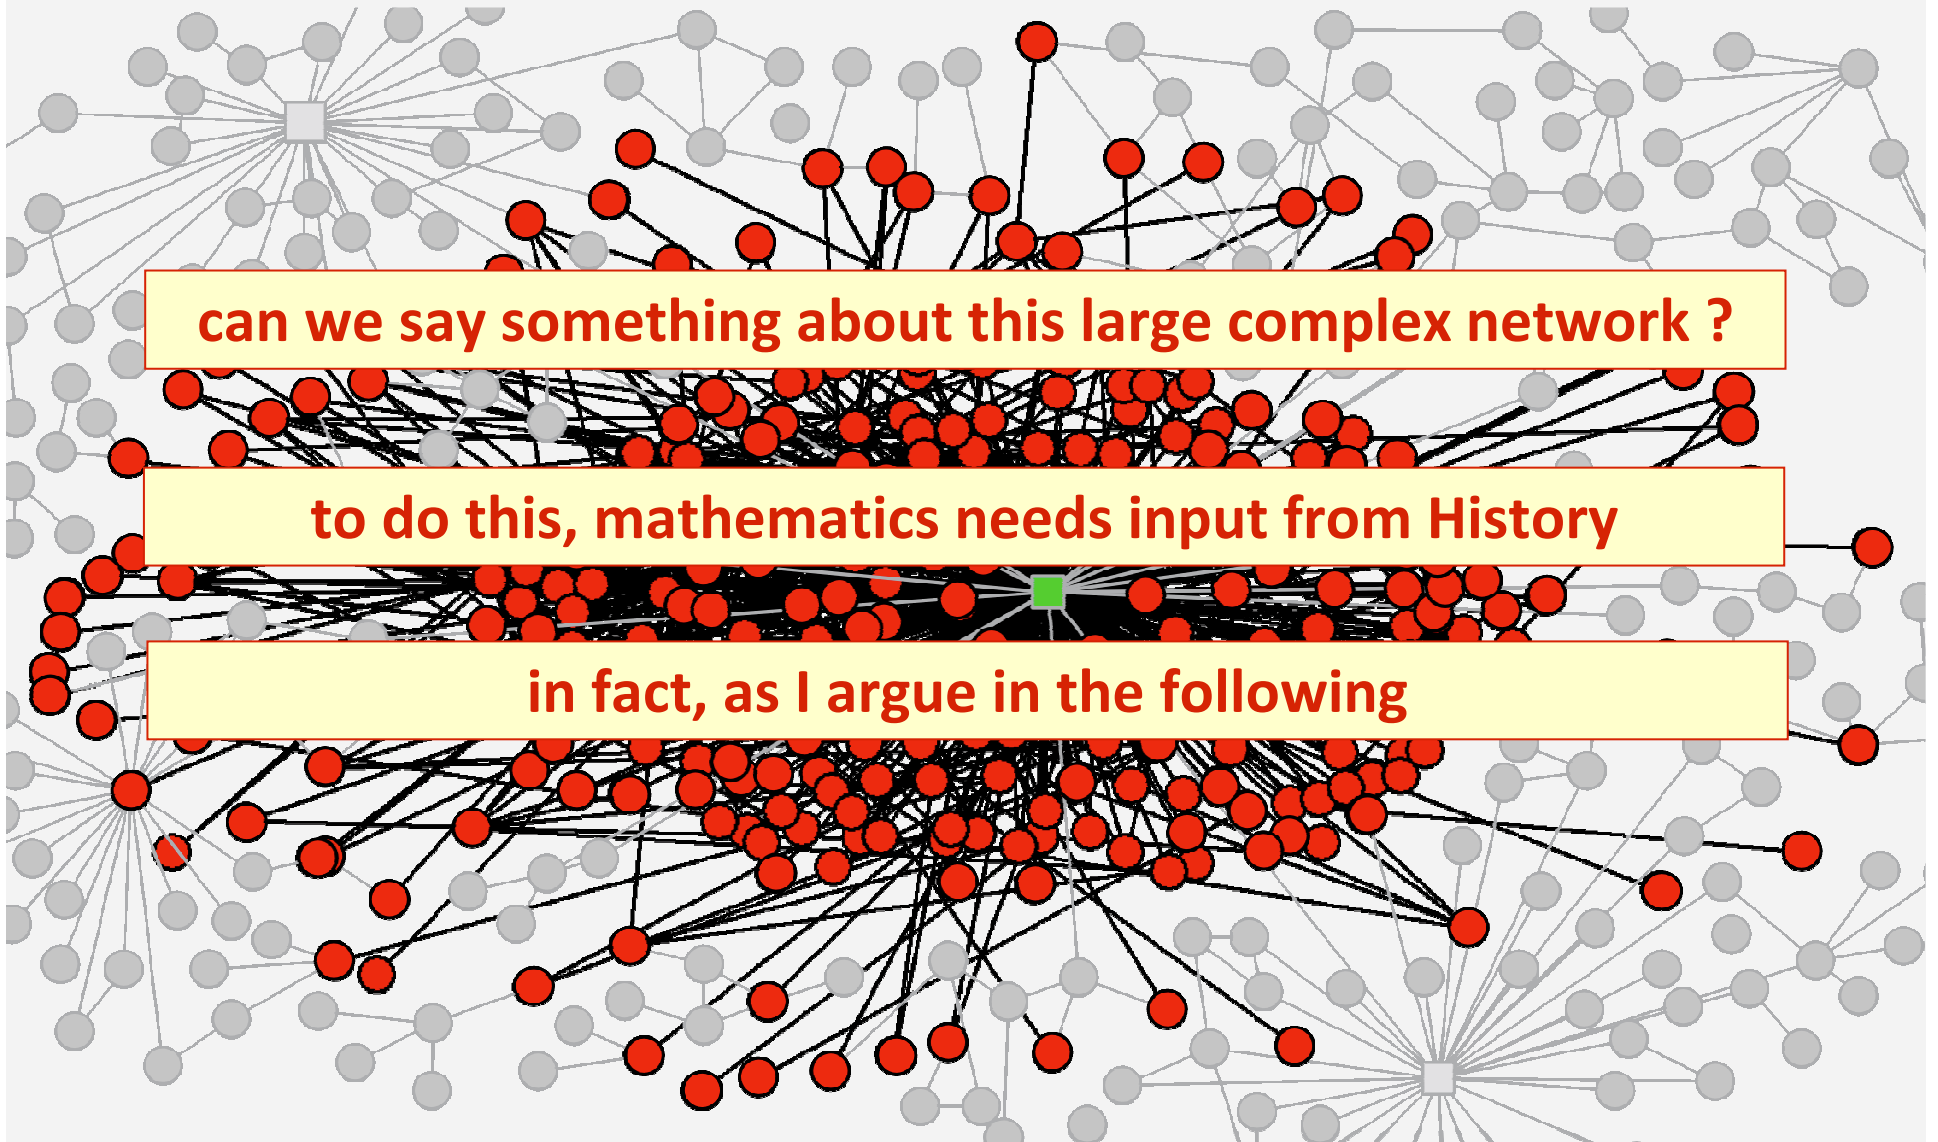 can we say something about this large complex network ?
to do this, mathematics needs input from History
in fact, as I argue in the following